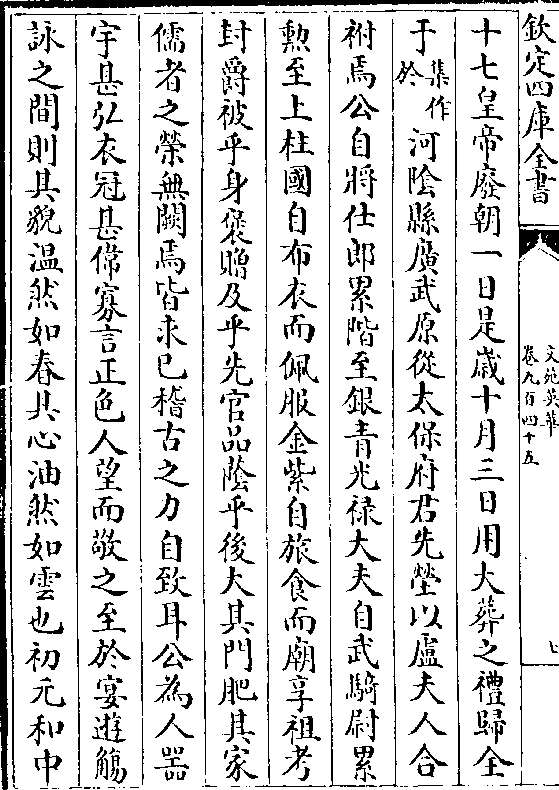 欽定四庫全書
文苑英華
卷九百四十五
七
十七皇帝廢朝一日是歲十月三日用大葬之禮歸全
于集作於河陰縣廣武原從太保府君先塋以盧夫人合
祔焉公自將仕郎累階至銀青光禄大夫自武騎尉累
勲至上柱國自布衣而佩服金紫自旅食而廟享祖考
封爵被乎身褒贈及乎先官品蔭乎後大其門肥其家
儒者之榮無闕焉皆求已稽古之力自致耳公為人器
宇甚弘衣冠甚偉寡言正色人望而敬之至於宴遊觴
詠之間則其貌温然如春其心油然如雲也初元和中